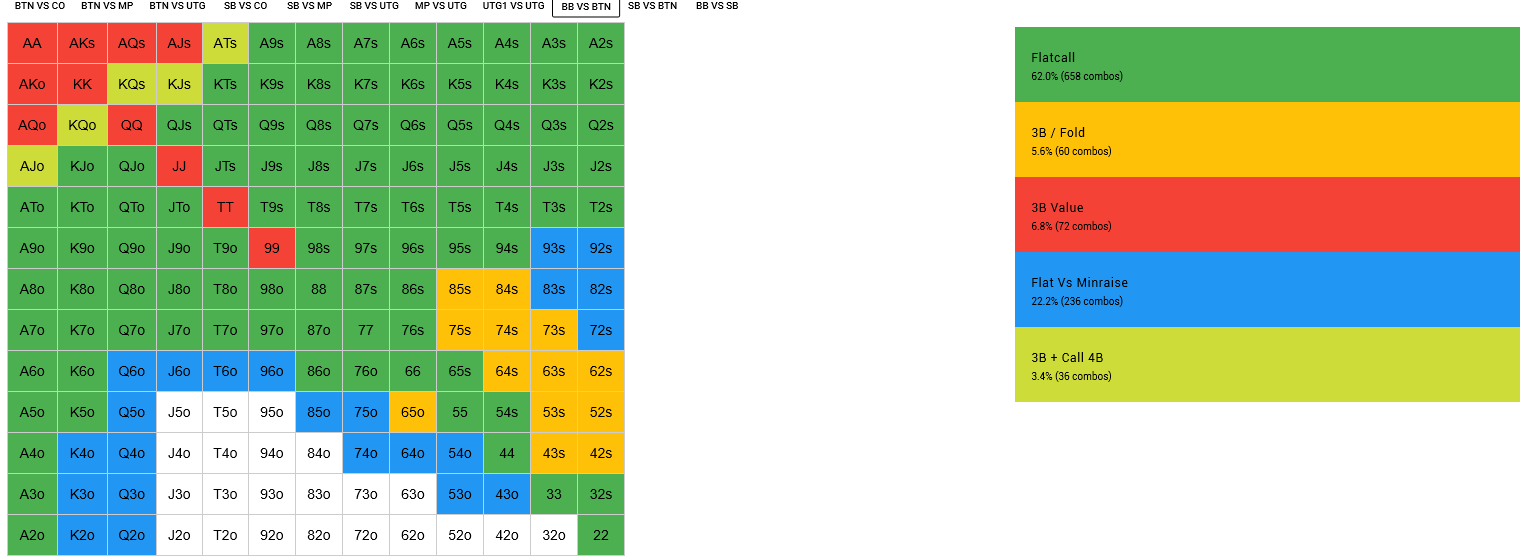 BTN VS CO BTN VS MP BTN VS UTG SB VS CO SB VS MP SB VS UTG MP VS UTG UTG1 VS UTG BB VS BTN SB VS BTN BB VS SB
AA AKs AQs AJs ATs A9s A8s A7s A6s A5s A4s A3s A2s
AKo KK KQs KJs KTs K9s K8s K7s K6s K5s K4s K3s K2s
AQo KQo QQ QJs QTs Q9s Q8s Q7s Q6s Q5s Q4s Q3s Q2s
AJo KJo QJo JJ JTs J9s J8s J7s J6s J5s J4s J3s J2s
ATo KTo QTo JTo TT T9s T8s T7s T6s T5s T4s T3s T2s
A9o K9o Q9o J9o T9o 99 98s 97s 96s 95s 94s 93s 92s
A8o K8o Q8o J8o T8o 98o 88 87s 86s 85s 84s 83s 82s
A7o K7o Q7o J7o T7o 97o 87o 77 76s 75s 74s 73s 72s
A6o K6o Q6o J6o T6o 96o 86o 76o 66 65s 64s 63s 62s
A5o K5o Q5o J5o T5o 95o 85o 75o 65o 55 54s 53s 52s
A4o K4o Q4o J4o T4o 94o 84o 74o 64o 54o 44 43s 42s
A3o K3o Q3o J3o T3o 93o 83o 73o 63o 53o 43o 33 32s
A2o K2o Q2o J2o T2o 92o 82o 72o 62o 52o 42o 32o 22
Flatcall
62.0% (658 combos)
3B / Fold
5.6% (60 combos)
3B Value
6.8% (72 combos)
Flat Vs Minraise
22.2% (236 combos)
3B + Call 4B
3.4% (36 combos)